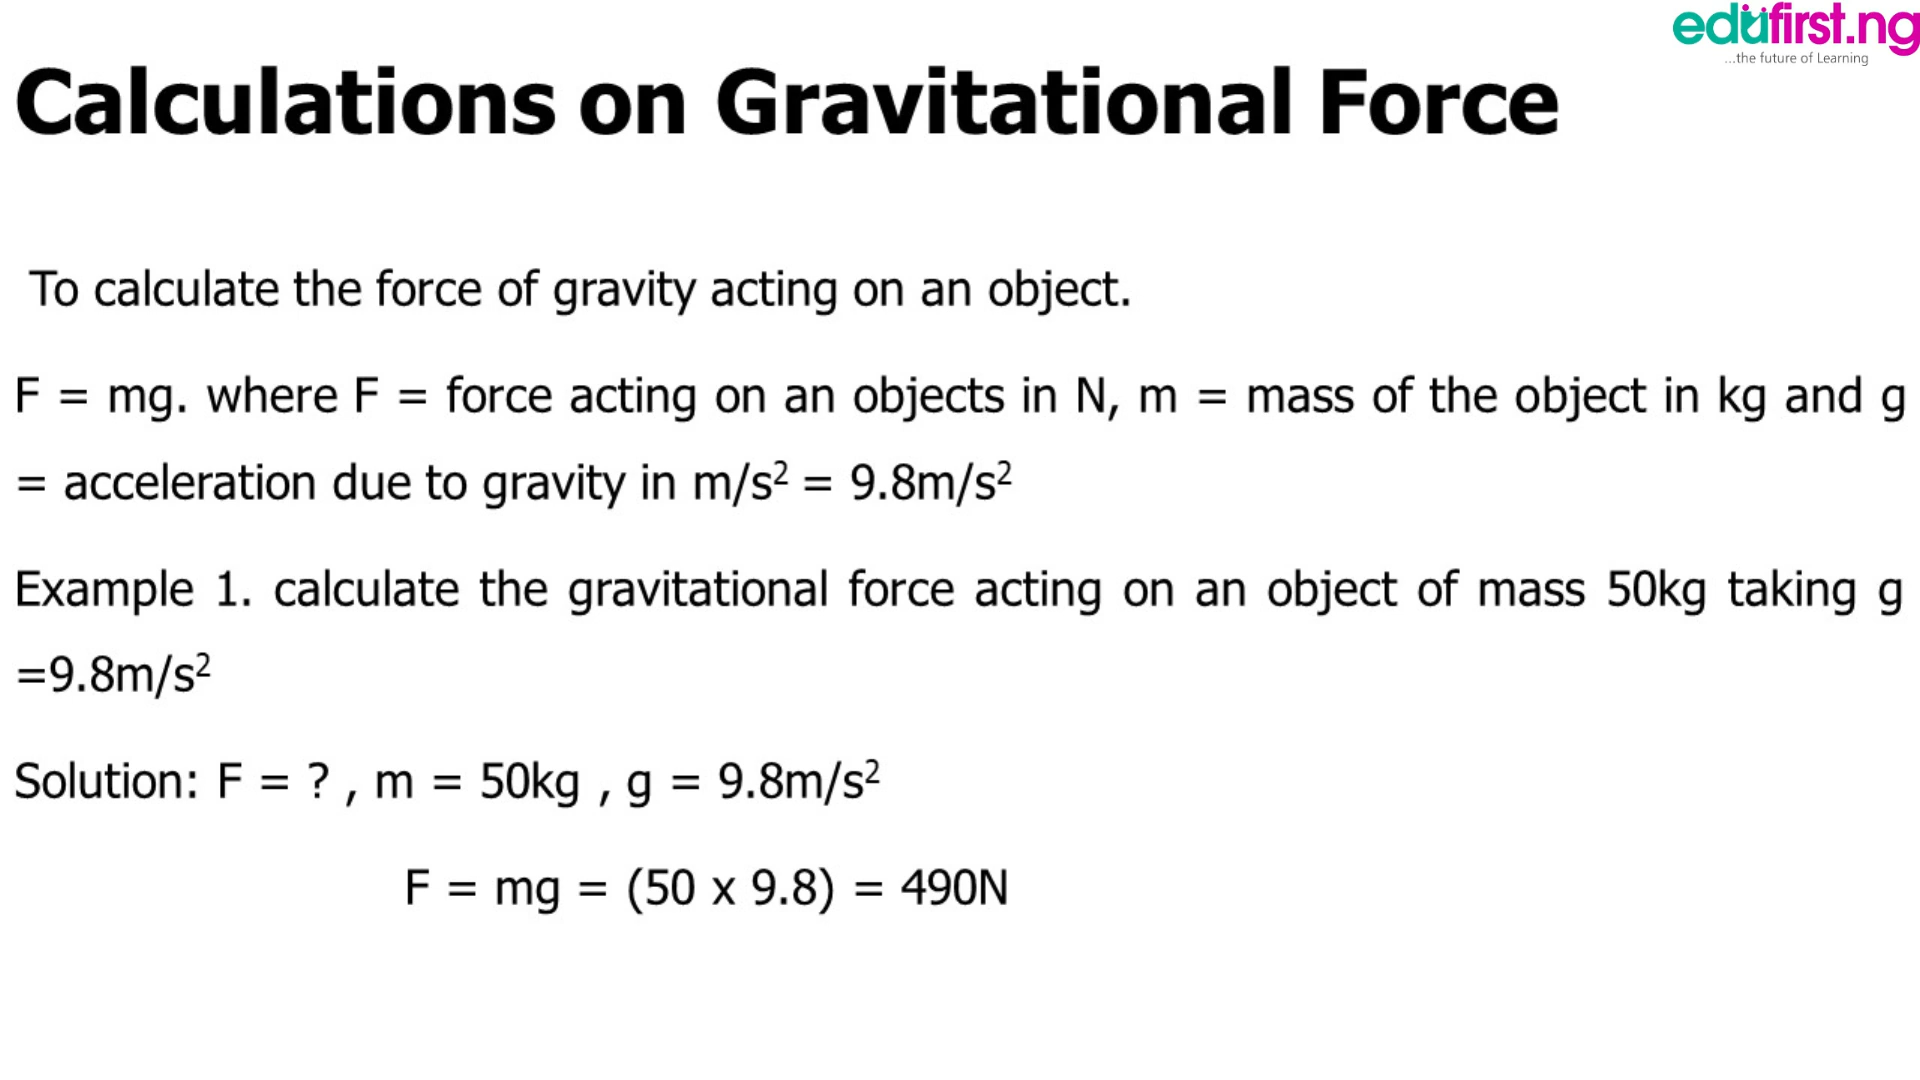 edufirst.ng
...the future of Learning
Calculations on Gravitational Force
To calculate the force of gravity acting on an object.
F = mg. where F = force acting on an objects in N, m = mass of the object in kg and g
= acceleration due to gravity in m/s² = 9.8m/s²
Example 1. calculate the gravitational force acting on an object of mass 50kg taking g
=9.8m/s²
Solution: F = ? , m = 50kg , g = 9.8m/s²
F = mg = (50 x 9.8) = 490N